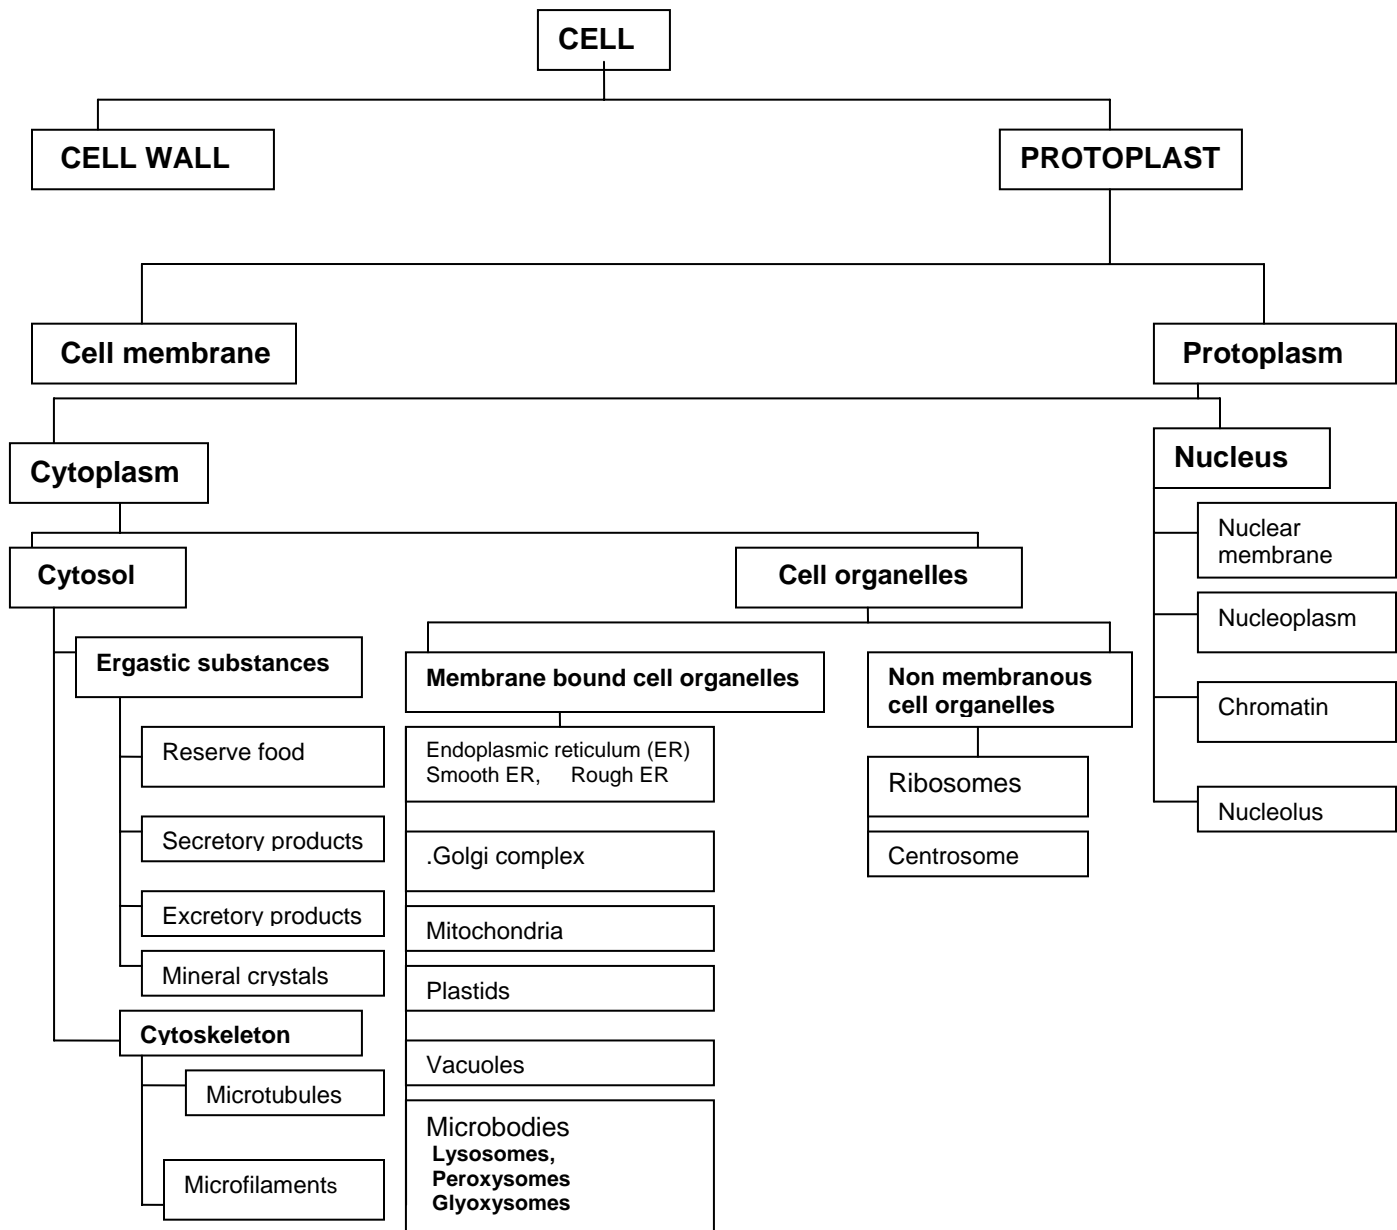 CELL
CELL WALL
PROTOPLAST
Cell membrane
Protoplasm
Cytoplasm
Nucleus
Nuclear
membrane
Cytosol
Cell organelles
Nucleoplasm
Ergastic substances
Membrane bound cell organelles
Non membranous
cell organelles
Chromatin
Reserve food
Endoplasmic reticulum (ER)
Smooth ER, Rough ER
Ribosomes
Nucleolus
Secretory products
.Golgi complex
Centrosome
Excretory products
Mitochondria
Mineral crystals
Plastids
Cytoskeleton
Vacuoles
Microtubules
Microbodies
Lysosomes,
Peroxysomes
Glyoxysomes
Microfilaments